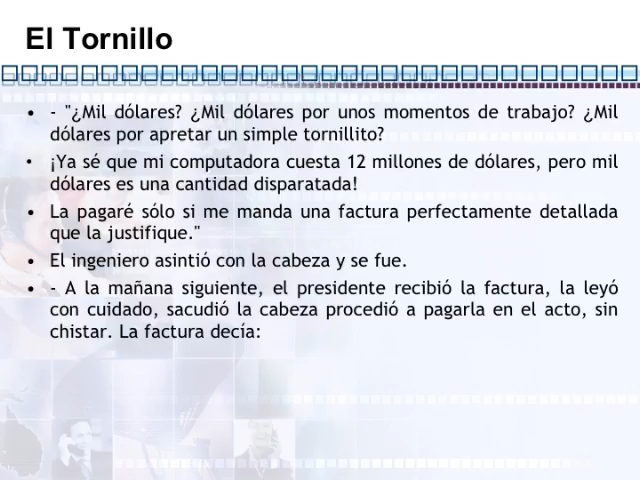 El Tornillo
• - "¿Mil dólares? ¿Mil dólares por unos momentos de trabajo? ¿Mil
dólares por apretar un simple tornillito?
• ¡Ya sé que mi computadora cuesta 12 millones de dólares, pero mil
dólares es una cantidad disparatada!
• La pagaré sólo si me manda una factura perfectamente detallada
que la justifique."
• El ingeniero asintió con la cabeza y se fue.
• - A la mañana siguiente, el presidente recibió la factura, la leyó
con cuidado, sacudió la cabeza procedió a pagarla en el acto, sin
chistar. La factura decía: